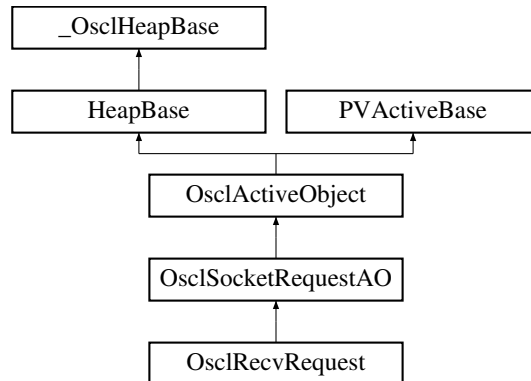 _OsclHeapBase
HeapBase
PVActiveBase
OsclActiveObject
OsclSocketRequestAO
OsclRecvRequest